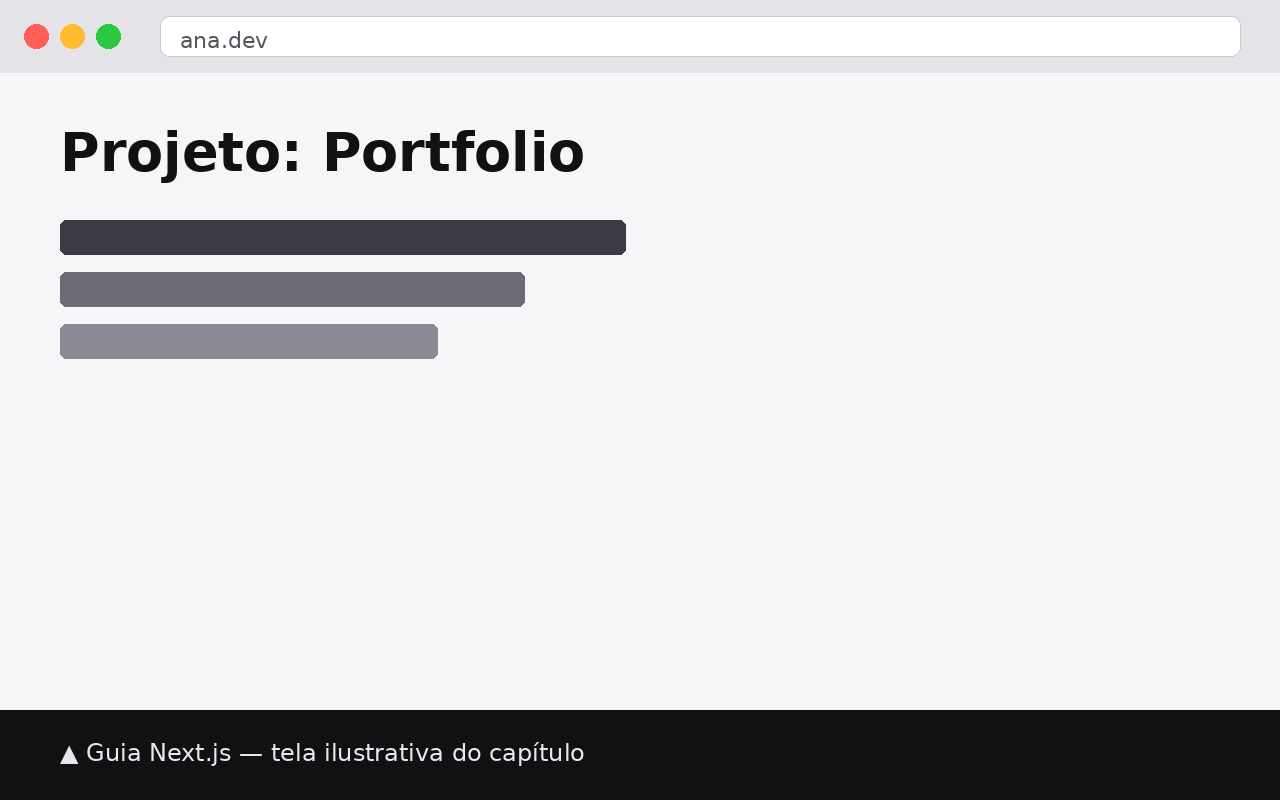 ana.dev
Projeto: Portfolio
▲ Guia Next.js — tela ilustrativa do capítulo